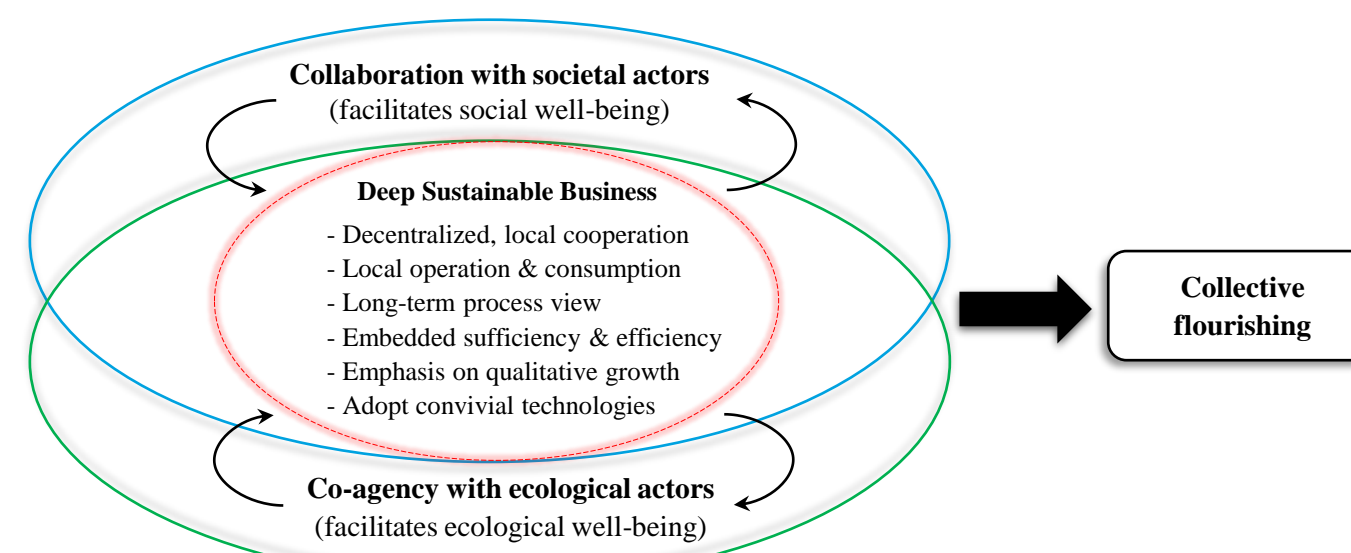 Collaboration with societal actors
(facilitates social well-being)
Deep Sustainable Business
- Decentralized, local cooperation
- Local operation & consumption
- Long-term process view
- Embedded sufficiency & efficiency
- Emphasis on qualitative growth
- Adopt convivial technologies
Co-agency with ecological actors
(facilitates ecological well-being)
Collective
flourishing